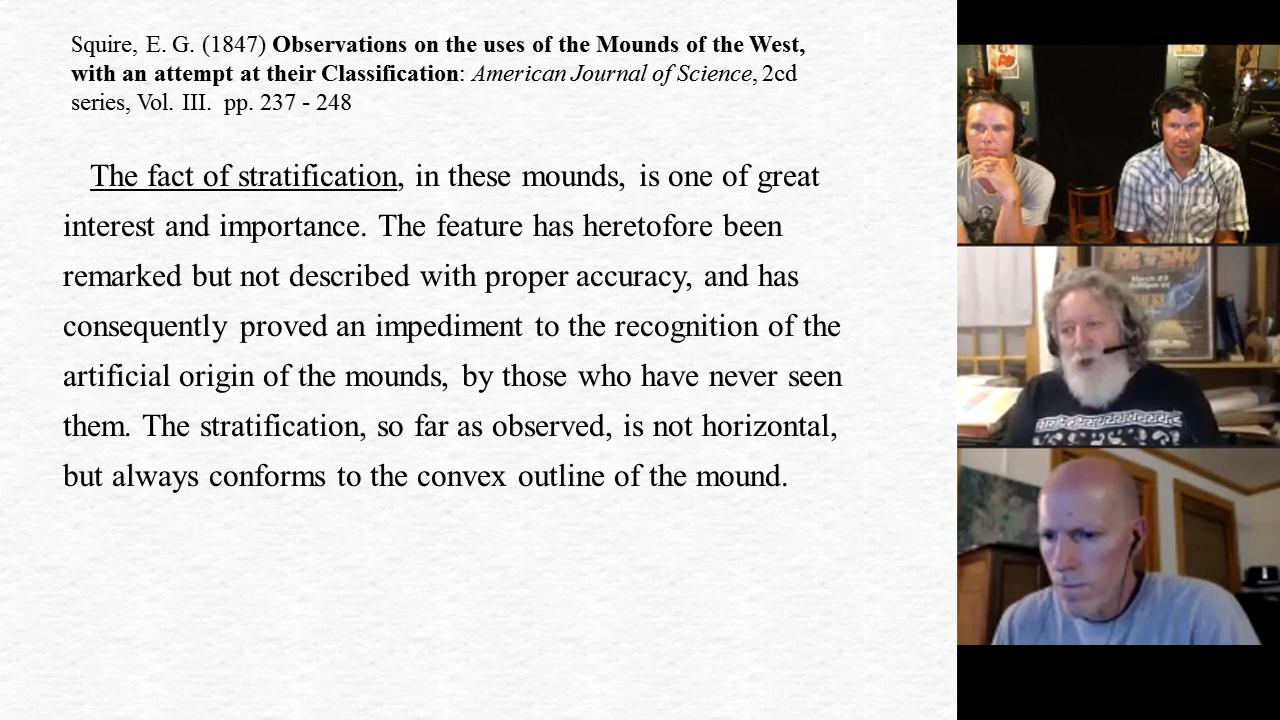 Squire, E. G. (1847) Observations on the uses of the Mounds of the West,
with an attempt at their Classification: American Journal of Science, 2cd
series, Vol. III. pp. 237 - 248
The fact of stratification, in these mounds, is one of great
interest and importance. The feature has heretofore been
remarked but not described with proper accuracy, and has
consequently proved an impediment to the recognition of the
artificial origin of the mounds, by those who have never seen
them. The stratification, so far as observed, is not horizontal,
but always conforms to the convex outline of the mound.
March 23